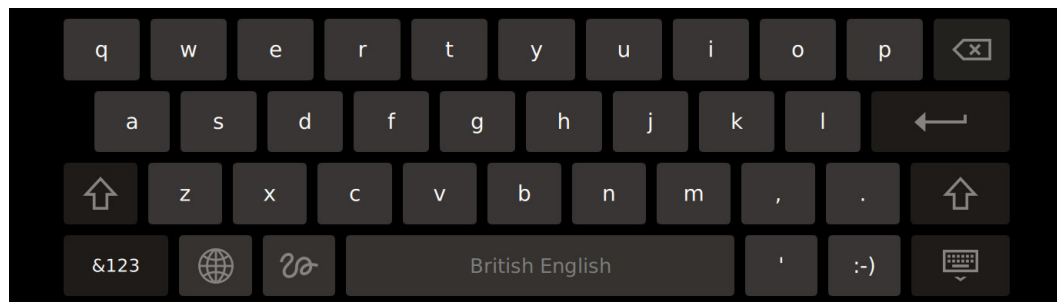 q w e r t y u i o p
a s d f g h j k l
z x c v b n m , .
&123 British English ' :-)